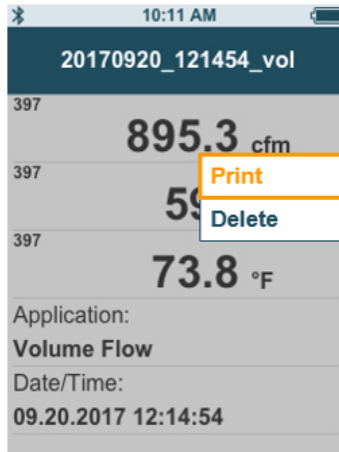 10:11 AM
20170920_121454_vol
397
895.3 cfm
397
Print
Delete
397
73.8 °F
Application:
Volume Flow
Date/Time:
09.20.2017 12:14:54